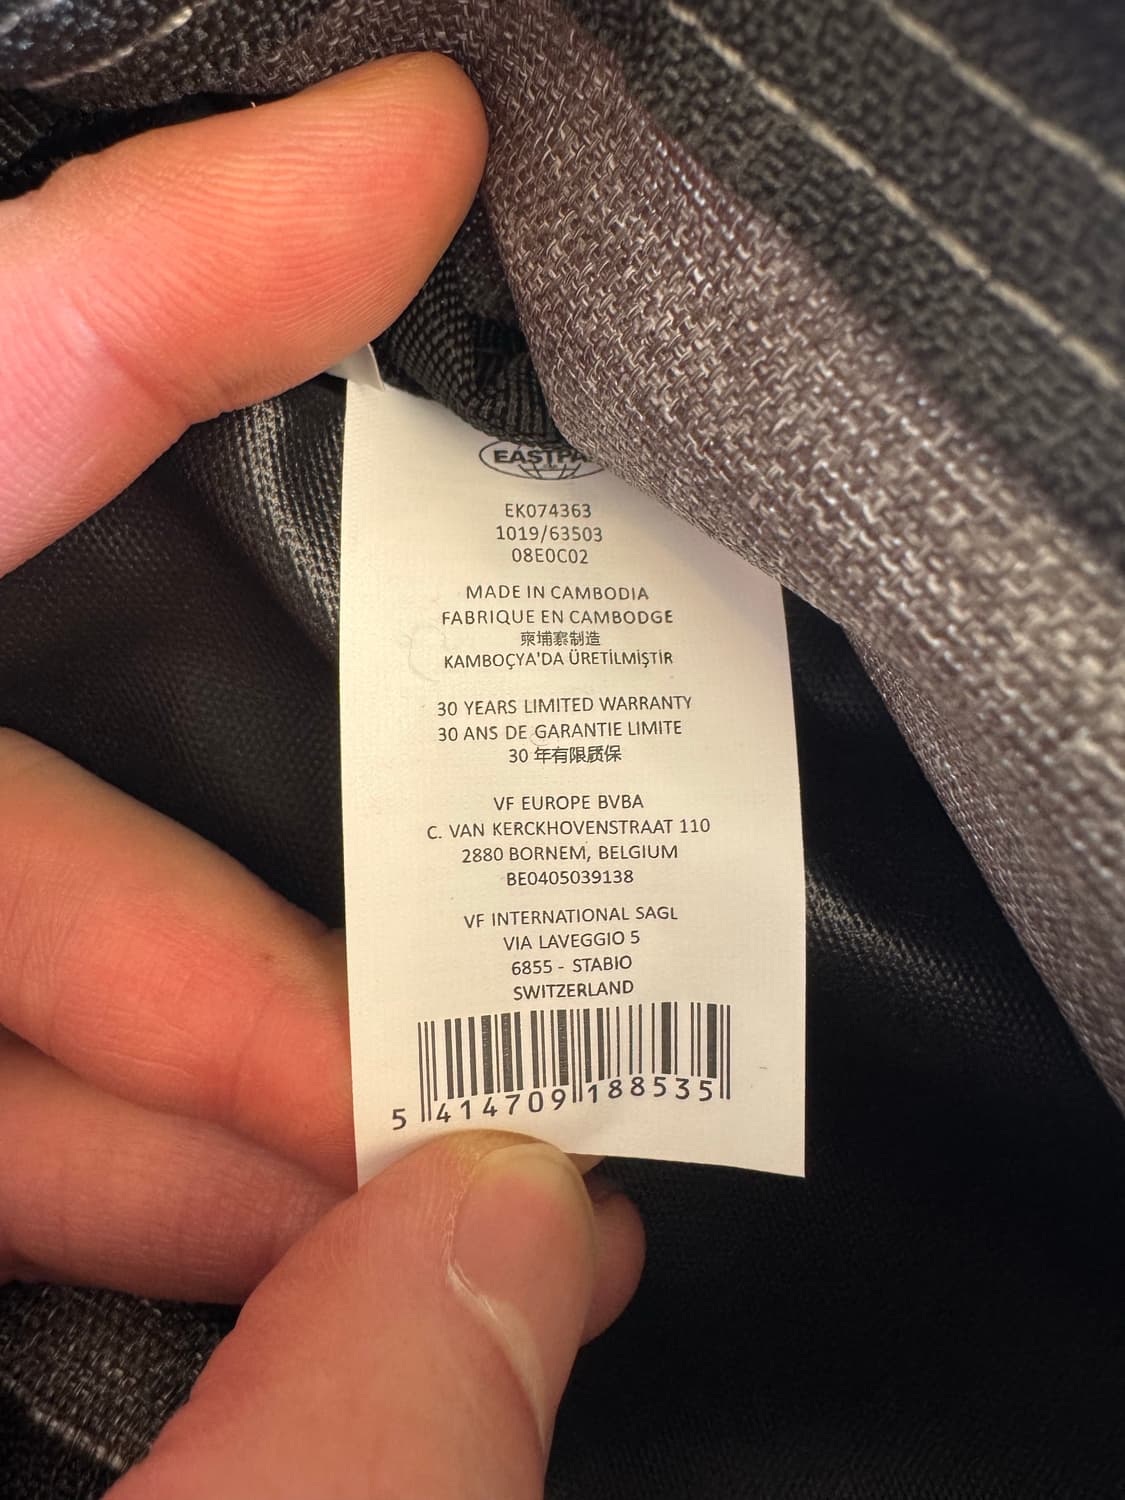 EK074363
1019/63503
08E0C02
MADE IN CAMBODIA
FABRIQUE EN CAMBODGE
柬埔寨制造
KAMBOÇYA'DA ÜRETİLMİŞTİR
30 YEARS LIMITED WARRANTY
30 ANS DE GARANTIE LIMITE
30 年有限质保
VF EUROPE BVBA
C. VAN KERCKHOVENSTRAAT 110
2880 BORNEM, BELGIUM
BE0405039138
VF INTERNATIONAL SAGL
VIA LAVEGGIO 5
6855 - STABIO
SWITZERLAND
5 414709 188535